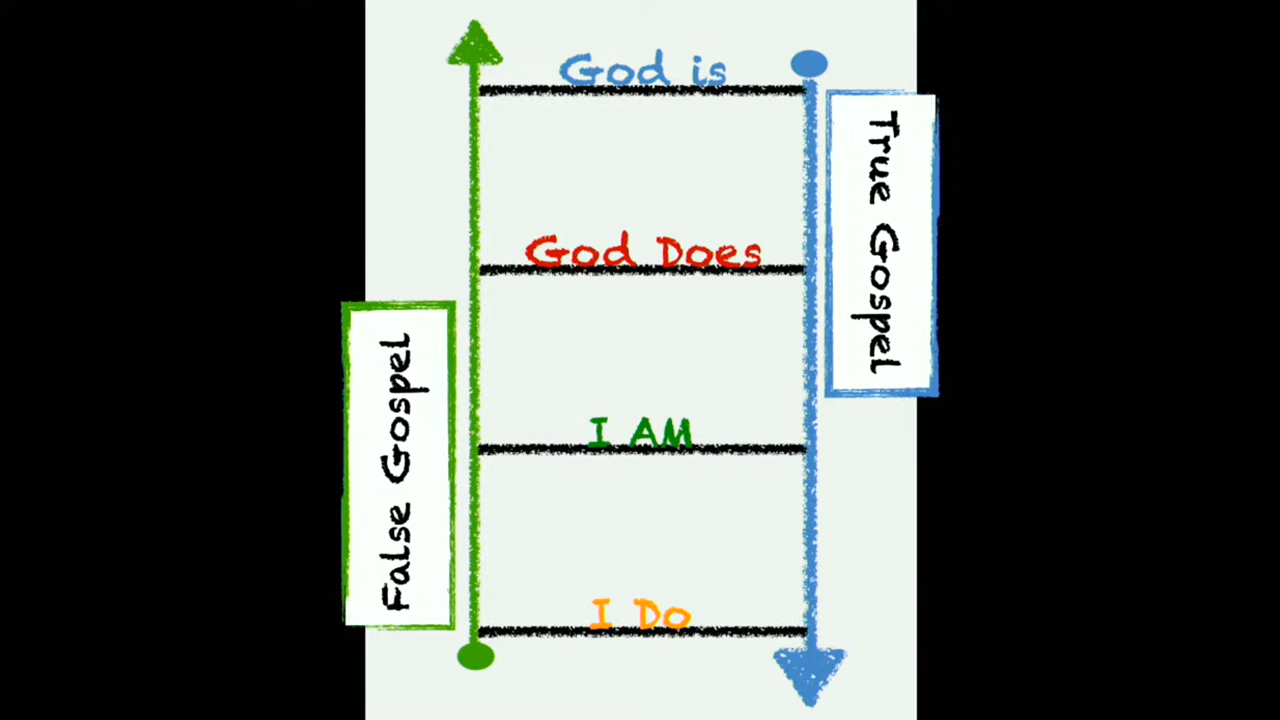 God is
True Gospel
God Does
False Gospel
I AM
I Do